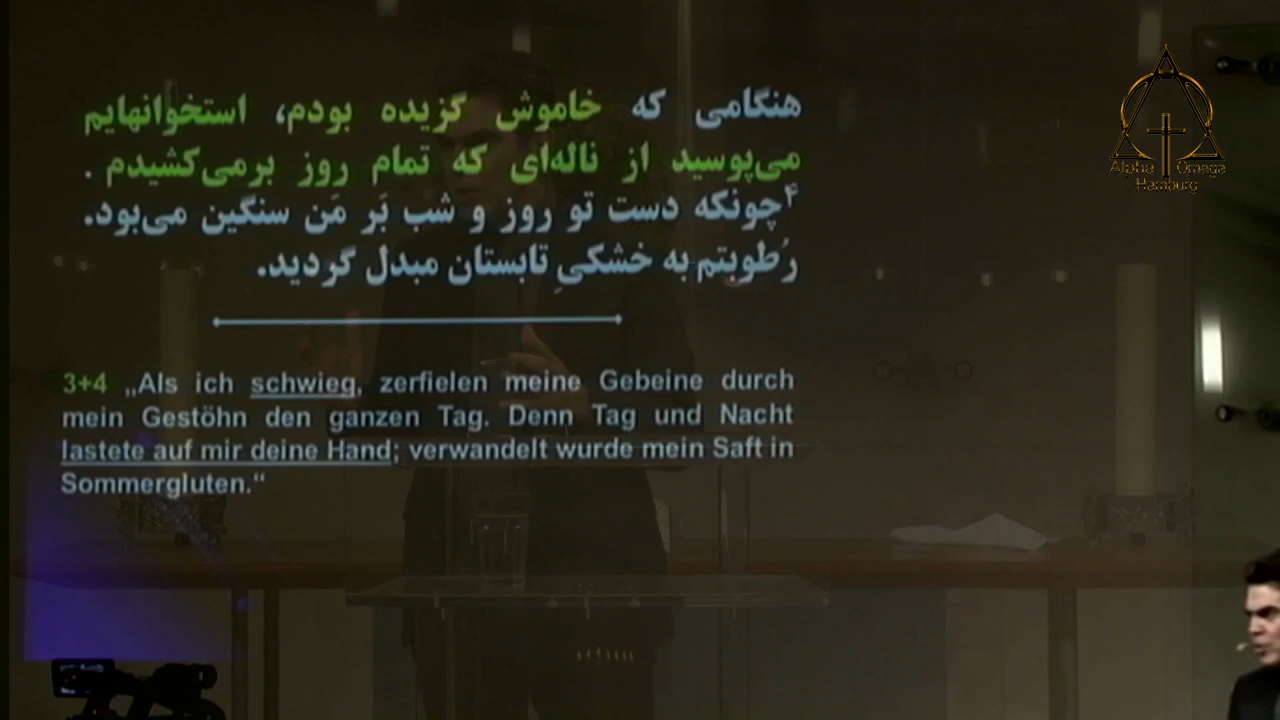 هنگامی که خاموش گزیده بودم، استخوانهایم
می‌پوسید از ناله‌ای که تمام روز برمی‌کشیدم .
۴چونکه دست تو روز و شب بَر مَن سنگین می‌بود.
رُطوبتم به خشکیِ تابستان مبدل گردید.
3+4 „Als ich schwieg, zerfielen meine Gebeine durch
mein Gestöhn den ganzen Tag. Denn Tag und Nacht
lastete auf mir deine Hand; verwandelt wurde mein Saft in
Sommergluten.“
Alpha Omega
Hamburg